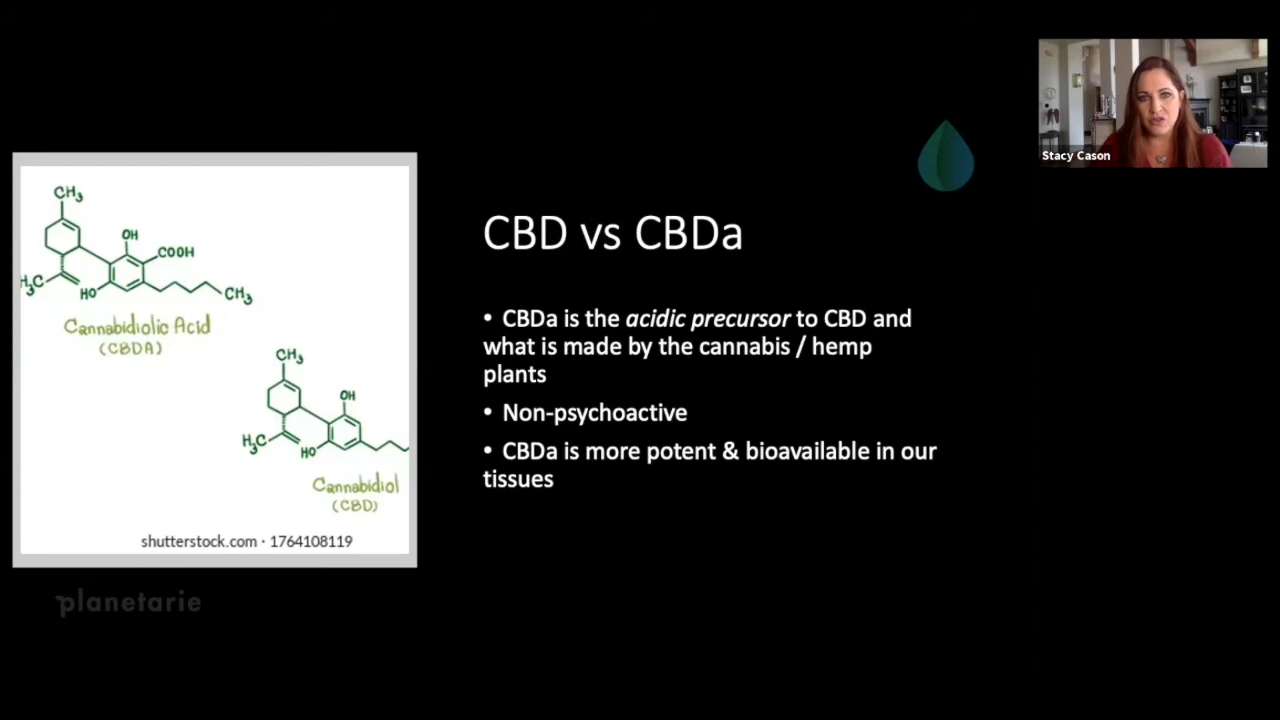 Stacy Cason
CH₃
OH
COOH
H₃C
HO
CH₃
Cannabidiolic Acid
(CBDA)
CH₃
OH
H₃C
HO
Cannabidiol
(CBD)
shutterstock.com · 1764108119
planetarie
CBD vs CBDa
• CBDa is the acidic precursor to CBD and
what is made by the cannabis / hemp
plants
• Non-psychoactive
• CBDa is more potent & bioavailable in our
tissues